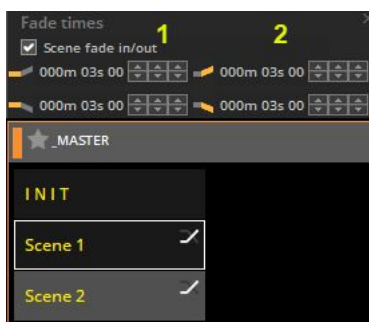 Fade times
1 2
Scene fade in/out
000m 03s 00 000m 03s 00
000m 03s 00 000m 03s 00
_MASTER
INIT
Scene 1
Scene 2